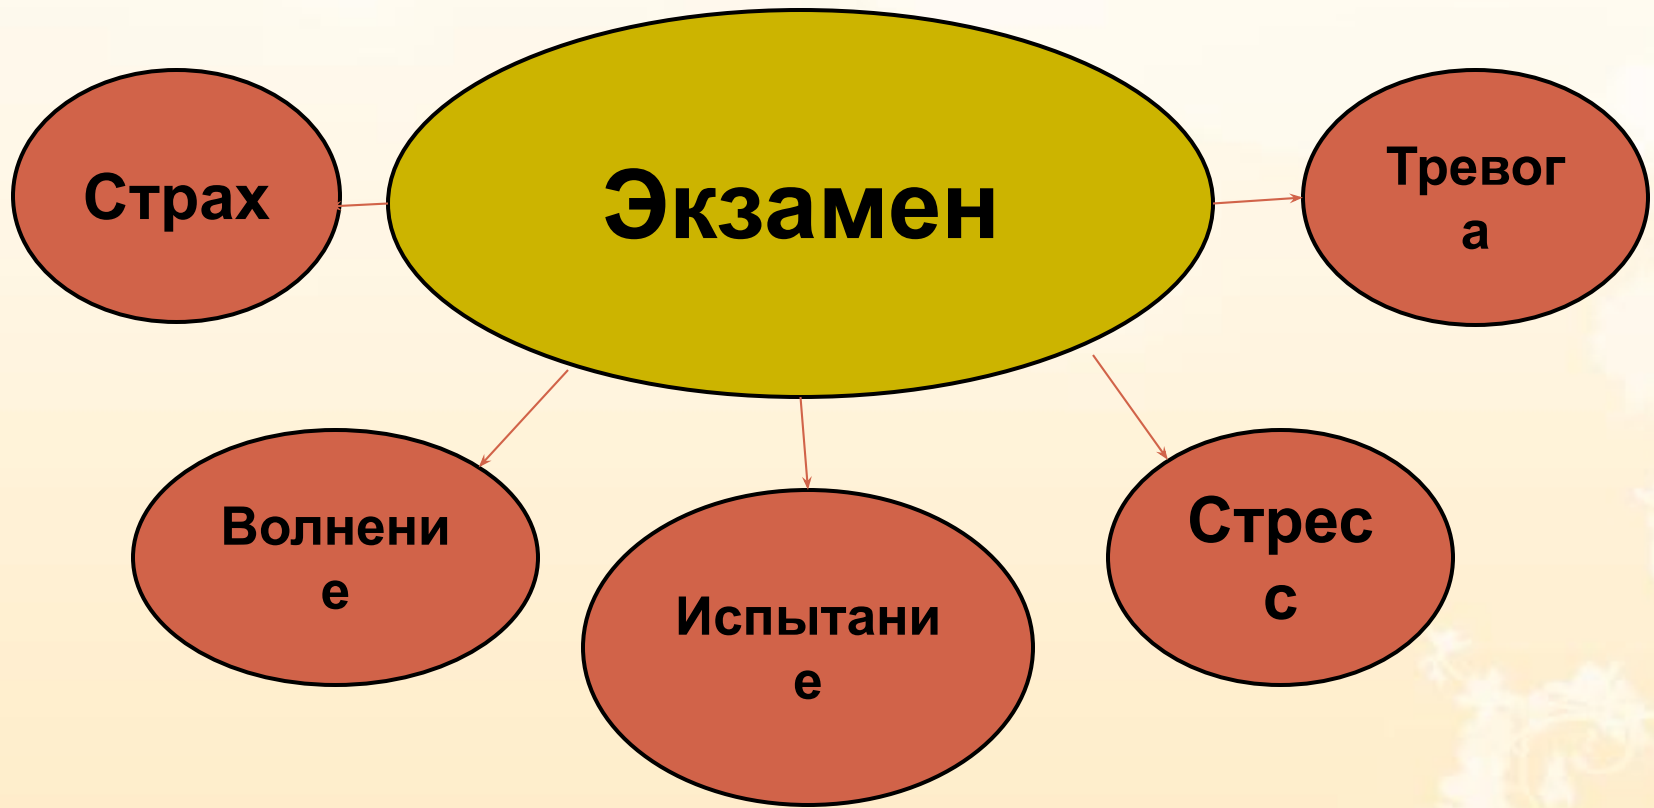 Экзамен
Страх
Тревог
а
Волнени
е
Испытани
е
Стрес
с